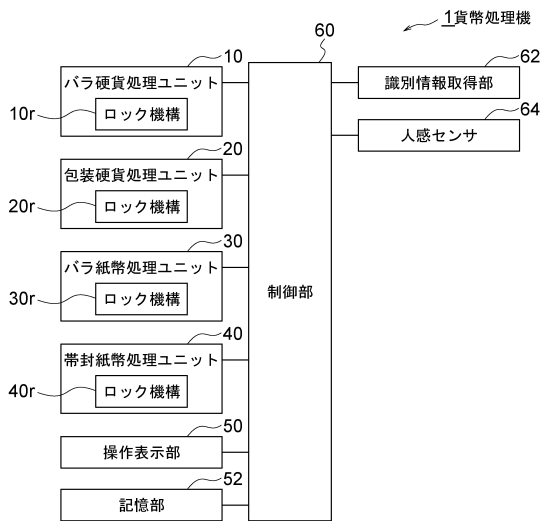 1貨幣処理機
60
10
バラ硬貨処理ユニット
10r
ロック機構
20
包装硬貨処理ユニット
20r
ロック機構
30
バラ紙幣処理ユニット
30r
ロック機構
40
帯封紙幣処理ユニット
40r
ロック機構
50
操作表示部
52
記憶部
制御部
62
識別情報取得部
64
人感センサ